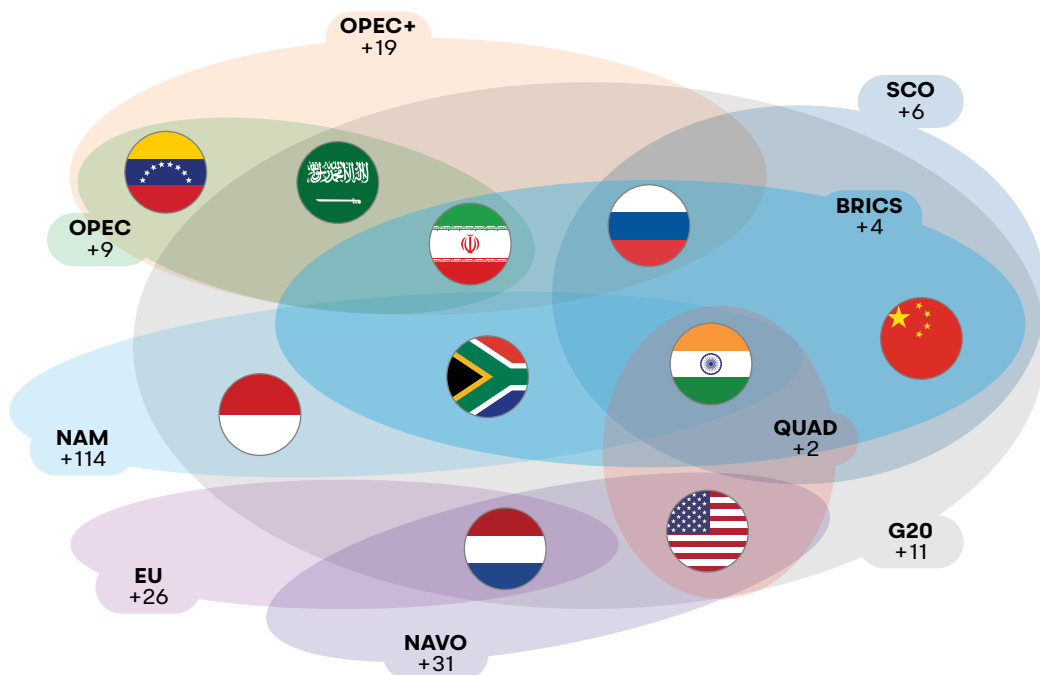 OPEC+
+19
SCO
+6
BRICS
+4
OPEC
+9
NAM
+114
QUAD
+2
G20
+11
EU
+26
NAVO
+31